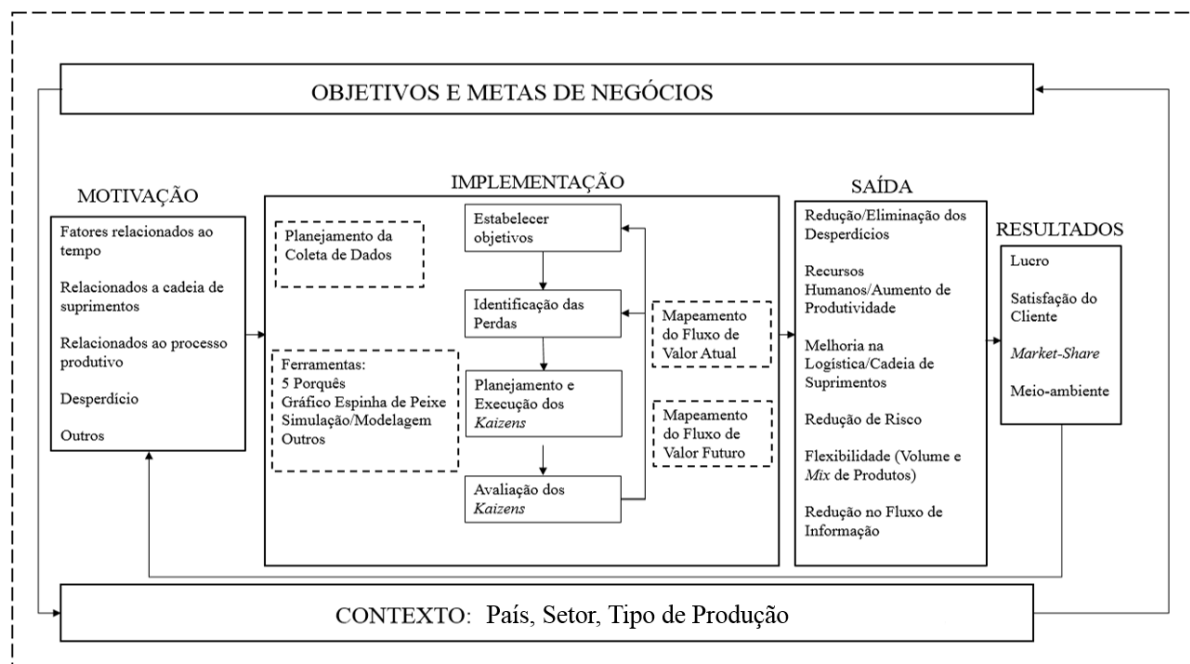 OBJETIVOS E METAS DE NEGÓCIOS
MOTIVAÇÃO
Fatores relacionados ao
tempo
Relacionados a cadeia de
suprimentos
Relacionados ao processo
produtivo
Desperdício
Outros
IMPLEMENTAÇÃO
Planejamento da
Coleta de Dados
Ferramentas:
5 Porquês
Gráfico Espinha de Peixe
Simulação/Modelagem
Outros
Estabelecer
objetivos
Identificação das
Perdas
Planejamento e
Execução dos
Kaizens
Avaliação dos
Kaizens
Mapeamento
do Fluxo de
Valor Atual
Mapeamento
do Fluxo de
Valor Futuro
SAÍDA
Redução/Eliminação dos
Desperdícios
Recursos
Humanos/Aumento de
Produtividade
Melhoria na
Logística/Cadeia de
Suprimentos
Redução de Risco
Flexibilidade (Volume e
Mix de Produtos)
Redução no Fluxo de
Informação
RESULTADOS
Lucro
Satisfação do
Cliente
Market-Share
Meio-ambiente
CONTEXTO: País, Setor, Tipo de Produção